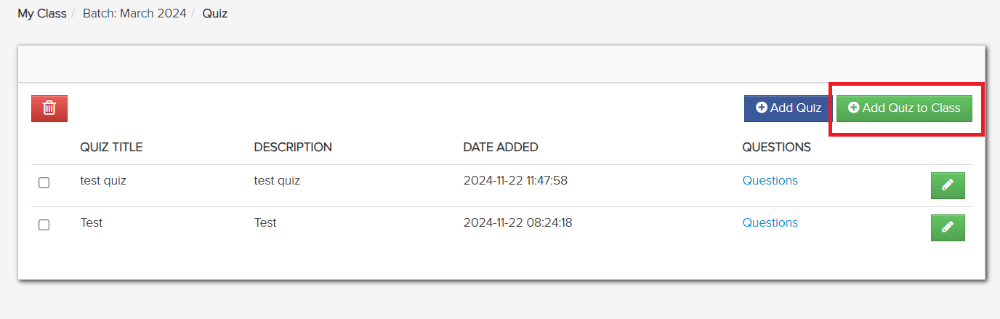 My Class / Batch: March 2024 / Quiz
Add Quiz Add Quiz to Class
QUIZ TITLE DESCRIPTION DATE ADDED QUESTIONS
test quiz test quiz 2024-11-22 11:47:58 Questions
Test Test 2024-11-22 08:24:18 Questions